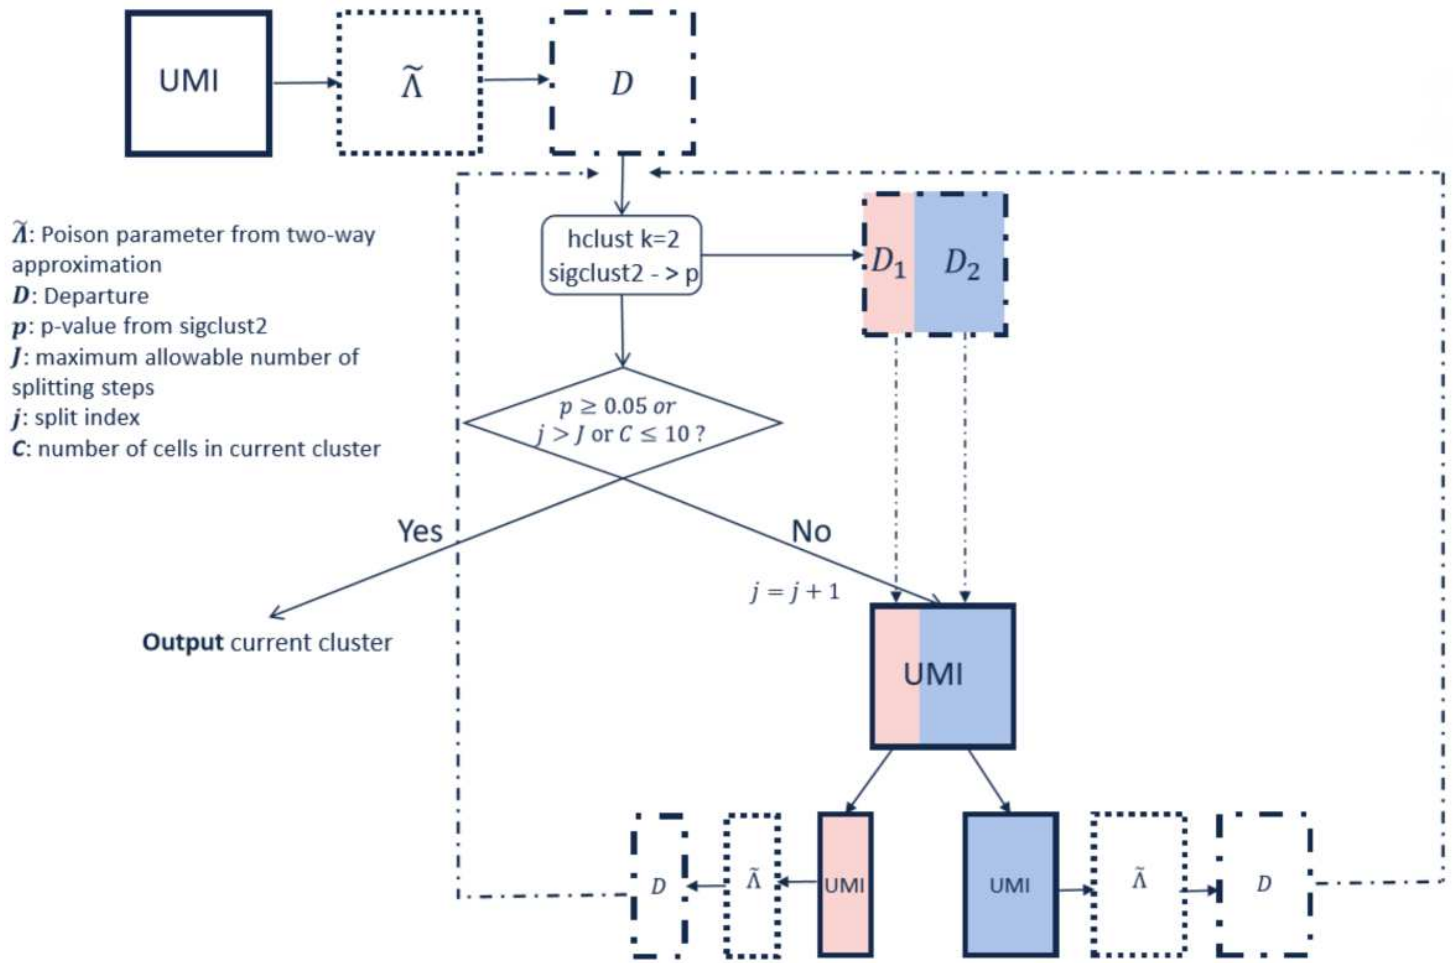 UMI
Λ̃
D
Λ̃: Poison parameter from two-way
approximation
D: Departure
p: p-value from sigclust2
J: maximum allowable number of
splitting steps
j: split index
C: number of cells in current cluster
hclust k=2
sigclust2 - > p
D₁
D₂
p ≥ 0.05 or
j > J or C ≤ 10 ?
Yes
No
j = j + 1
Output current cluster
UMI
D
Λ̃
UMI
UMI
Λ̃
D